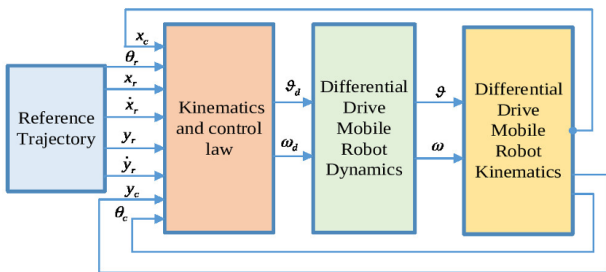 x_c
θ_r
x_r
ẋ_r
y_r
ẏ_r
y_c
θ_c
Reference
Trajectory
Kinematics
and control
law
ϑ_d
ω_d
Differential
Drive
Mobile
Robot
Dynamics
ϑ
ω
Differential
Drive
Mobile
Robot
Kinematics